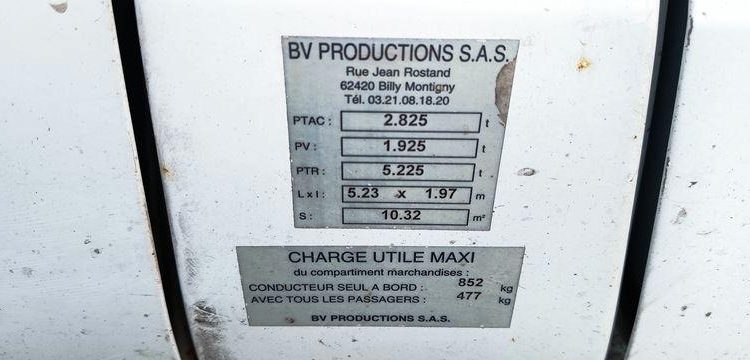 BV PRODUCTIONS S.A.S.
Rue Jean Rostand
62420 Billy Montigny
Tél. 03.21.08.18.20
PTAC : 2.825 t
PV : 1.925 t
PTR : 5.225 t
L x l : 5.23 x 1.97 m
S : 10.32 m²
CHARGE UTILE MAXI
du compartiment marchandises :
CONDUCTEUR SEUL A BORD : 852 kg
AVEC TOUS LES PASSAGERS : 477 kg
BV PRODUCTIONS S.A.S.